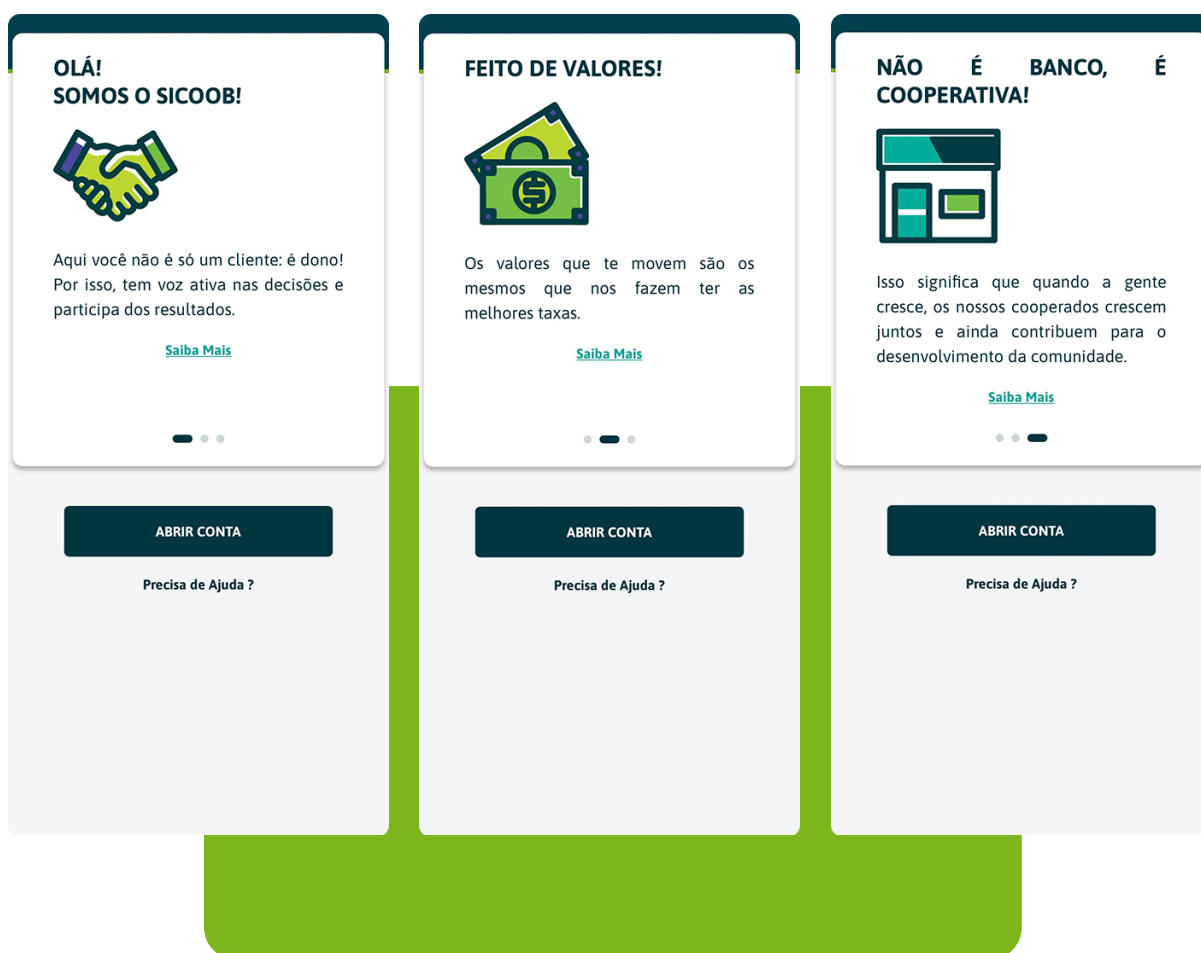 OLÁ!
SOMOS O SICOOB!
Aqui você não é só um cliente: é dono!
Por isso, tem voz ativa nas decisões e
participa dos resultados.
Saiba Mais
ABRIR CONTA
Precisa de Ajuda ?
FEITO DE VALORES!
$
Os valores que te movem são os
mesmos que nos fazem ter as
melhores taxas.
Saiba Mais
ABRIR CONTA
Precisa de Ajuda ?
NÃO É BANCO, É
COOPERATIVA!
Isso significa que quando a gente
cresce, os nossos cooperados crescem
juntos e ainda contribuem para o
desenvolvimento da comunidade.
Saiba Mais
ABRIR CONTA
Precisa de Ajuda ?